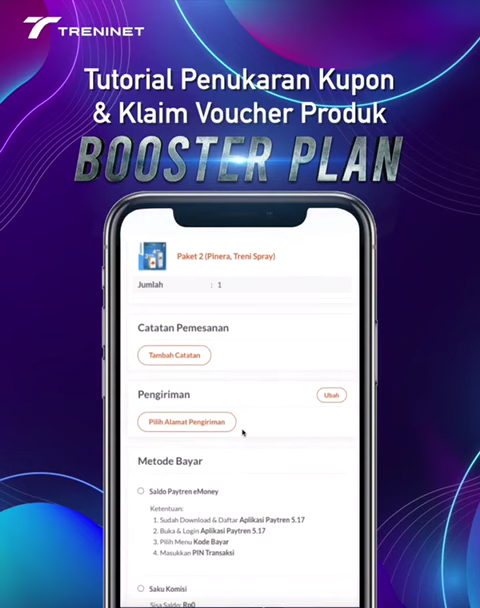 TRENINET
Tutorial Penukaran Kupon
& Klaim Voucher Produk
BOOSTER PLAN
Paket 2 (Pinera, Treni Spray)
Jumlah : 1
Catatan Pemesanan
Tambah Catatan
Pengiriman
Ubah
Pilih Alamat Pengiriman
Metode Bayar
Saldo Paytren eMoney
Ketentuan:
1. Sudah Download & Daftar Aplikasi Paytren 5.17
2. Buka & Login Aplikasi Paytren 5.17
3. Pilih Menu Kode Bayar
4. Masukkan PIN Transaksi
Saku Komisi
Sisa Saldo: Rp0